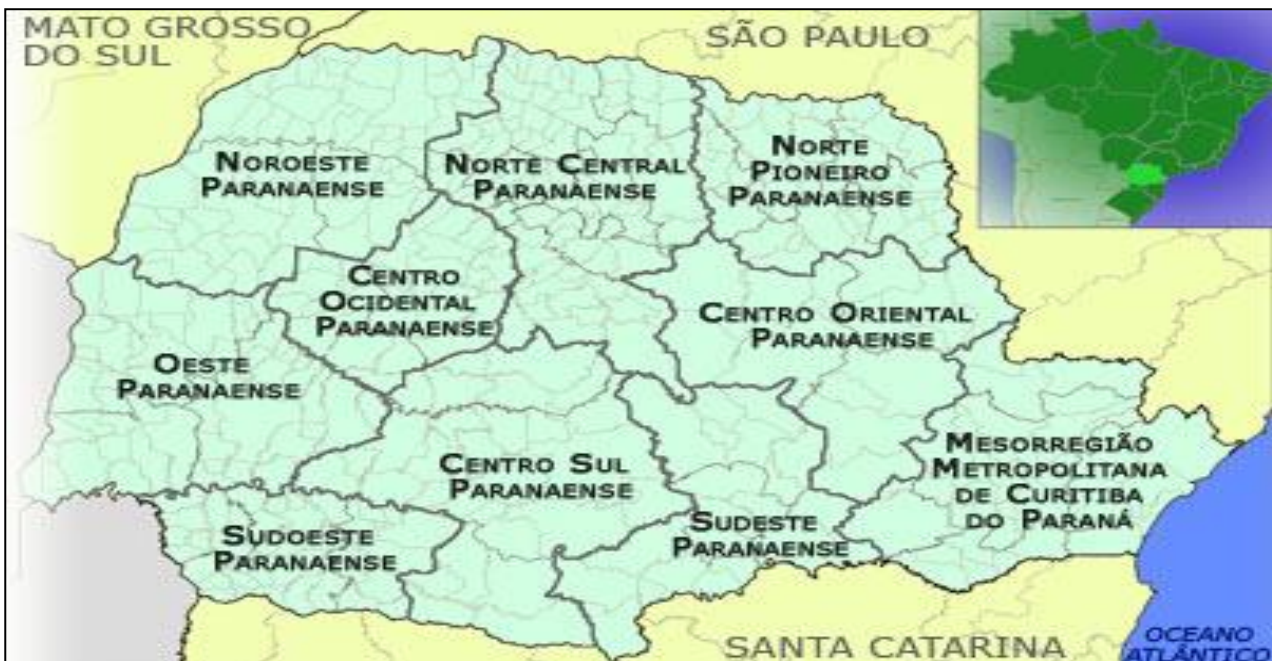 MATO GROSSO
DO SUL
SÃO PAULO
NOROESTE
PARANAENSE
NORTE CENTRAL
PARANAENSE
NORTE
PIONEIRO
PARANAENSE
CENTRO
OCIDENTAL
PARANAENSE
CENTRO ORIENTAL
PARANAENSE
OESTE
PARANAENSE
CENTRO SUL
PARANAENSE
MESORREGIÃO
METROPOLITANA
DE CURITIBA
DO PARANÁ
SUDOESTE
PARANAENSE
SUDESTE
PARANAENSE
SANTA CATARINA
OCEANO
ATLÂNTICO